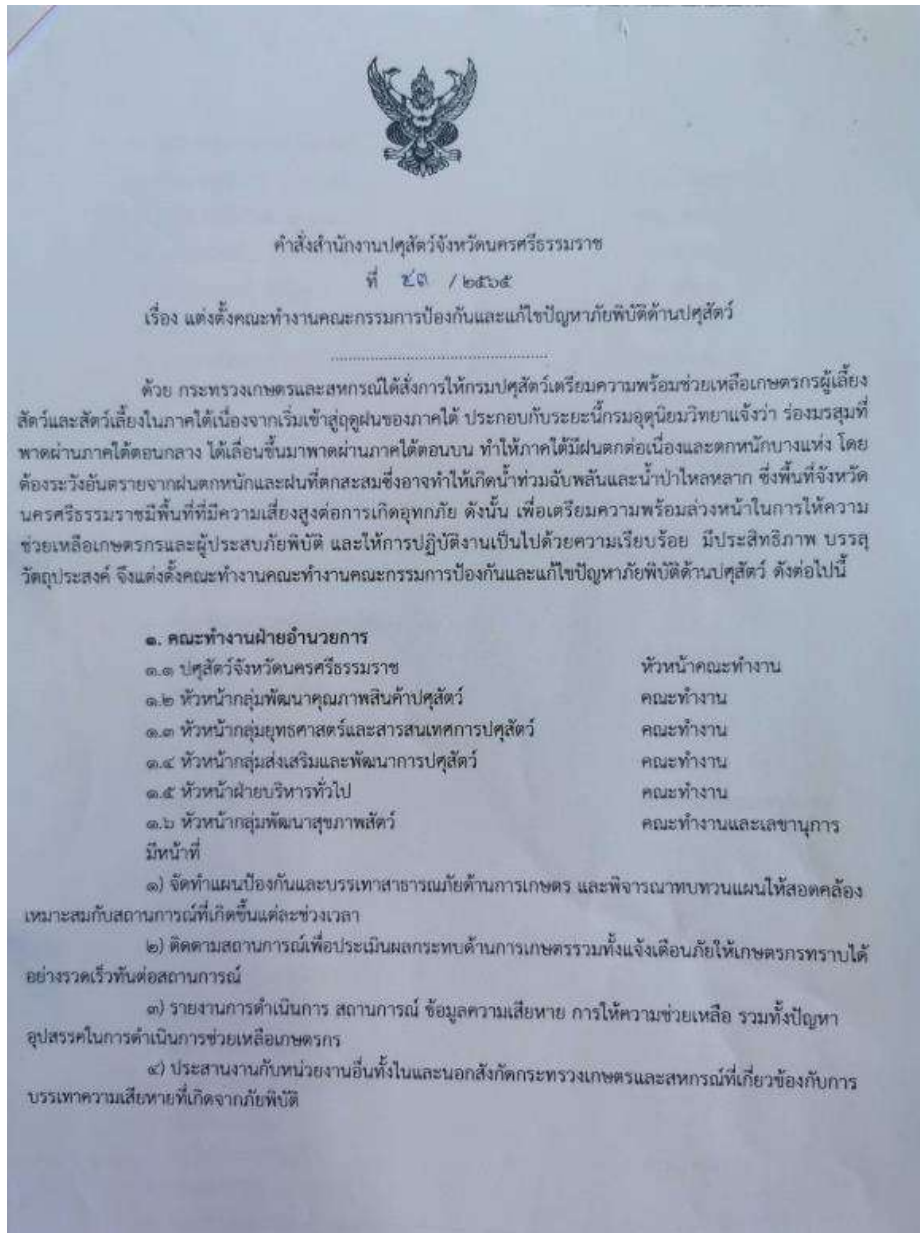 คำสั่งสำนักงานปศุสัตว์จังหวัดนครศรีธรรมราช
ที่ ๕๓ / ๒๕๖๕
เรื่อง แต่งตั้งคณะทำงานคณะกรรมการป้องกันและแก้ไขปัญหาภัยพิบัติด้านปศุสัตว์
................................................
ด้วย กระทรวงเกษตรและสหกรณ์ได้สั่งการให้กรมปศุสัตว์เตรียมความพร้อมช่วยเหลือเกษตรกรผู้เลี้ยง
สัตว์และสัตว์เลี้ยงในภาคใต้เนื่องจากเริ่มเข้าสู่ฤดูฝนของภาคใต้ ประกอบกับระยะนี้กรมอุตุนิยมวิทยาแจ้งว่า ร่องมรสุมที่
พาดผ่านภาคใต้ตอนกลาง ได้เลื่อนขึ้นมาพาดผ่านภาคใต้ตอนบน ทำให้ภาคใต้มีฝนตกต่อเนื่องและตกหนักบางแห่ง โดย
ต้องระวังอันตรายจากฝนตกหนักและฝนที่ตกสะสมซึ่งอาจทำให้เกิดน้ำท่วมฉับพลันและน้ำป่าไหลหลาก ซึ่งพื้นที่จังหวัด
นครศรีธรรมราชมีพื้นที่ที่มีความเสี่ยงสูงต่อการเกิดอุทกภัย ดังนั้น เพื่อเตรียมความพร้อมล่วงหน้าในการให้ความ
ช่วยเหลือเกษตรกรและผู้ประสบภัยพิบัติ และให้การปฏิบัติงานเป็นไปด้วยความเรียบร้อย มีประสิทธิภาพ บรรลุ
วัตถุประสงค์ จึงแต่งตั้งคณะทำงานคณะทำงานคณะกรรมการป้องกันและแก้ไขปัญหาภัยพิบัติด้านปศุสัตว์ ดังต่อไปนี้
๑. คณะทำงานฝ่ายอำนวยการ
๑.๑ ปศุสัตว์จังหวัดนครศรีธรรมราช หัวหน้าคณะทำงาน
๑.๒ หัวหน้ากลุ่มพัฒนาคุณภาพสินค้าปศุสัตว์ คณะทำงาน
๑.๓ หัวหน้ากลุ่มยุทธศาสตร์และสารสนเทศการปศุสัตว์ คณะทำงาน
๑.๔ หัวหน้ากลุ่มส่งเสริมและพัฒนาการปศุสัตว์ คณะทำงาน
๑.๕ หัวหน้าฝ่ายบริหารทั่วไป คณะทำงาน
๑.๖ หัวหน้ากลุ่มพัฒนาสุขภาพสัตว์ คณะทำงานและเลขานุการ
มีหน้าที่
๑) จัดทำแผนป้องกันและบรรเทาสาธารณภัยด้านการเกษตร และพิจารณาทบทวนแผนให้สอดคล้อง
เหมาะสมกับสถานการณ์ที่เกิดขึ้นแต่ละช่วงเวลา
๒) ติดตามสถานการณ์เพื่อประเมินผลกระทบด้านการเกษตรรวมทั้งแจ้งเตือนภัยให้เกษตรกรทราบได้
อย่างรวดเร็วทันต่อสถานการณ์
๓) รายงานการดำเนินการ สถานการณ์ ข้อมูลความเสียหาย การให้ความช่วยเหลือ รวมทั้งปัญหา
อุปสรรคในการดำเนินการช่วยเหลือเกษตรกร
๔) ประสานงานกับหน่วยงานอื่นทั้งในและนอกสังกัดกระทรวงเกษตรและสหกรณ์ที่เกี่ยวข้องกับการ
บรรเทาความเสียหายที่เกิดจากภัยพิบัติ